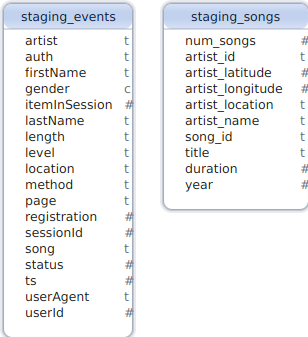 staging_events
artist t
auth t
firstName t
gender c
itemInSession #
lastName t
length t
level t
location t
method t
page t
registration #
sessionId #
song t
status #
ts #
userAgent t
userId #
staging_songs
num_songs #
artist_id t
artist_latitude #
artist_longitude #
artist_location t
artist_name t
song_id t
title t
duration #
year #